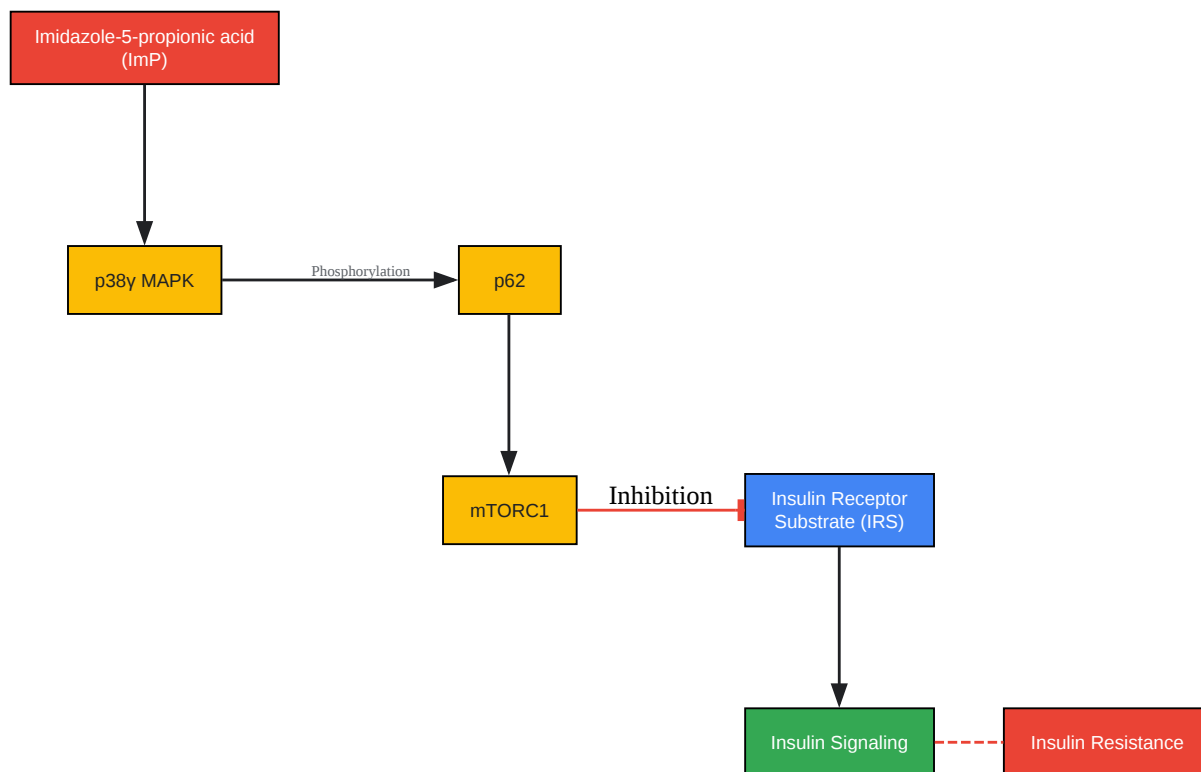 Imidazole-5-propionic acid
(ImP)
p38γ MAPK
Phosphorylation
p62
mTORC1
Inhibition
Insulin Receptor
Substrate (IRS)
Insulin Signaling
Insulin Resistance